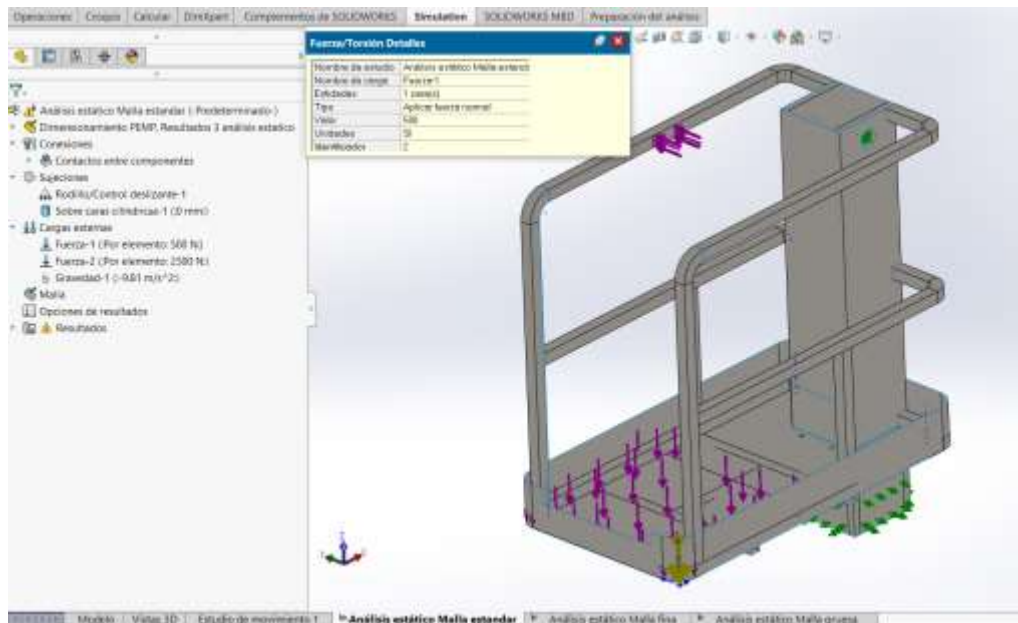 Operaciones Croquis Calcular DimXpert Complementos de SOLIDWORKS Simulation SOLIDWORKS MBD Preparación del análisis
Fuerza/Torsión Detalles
Nombre de estudio Análisis estático Malla estand
Nombre de carga Fuerza-1
Entidades 1 cara(s)
Tipo Aplicar fuerza normal
Valor 500
Unidades SI
Identificador 2
Análisis estático Malla estandar (-Predeterminado-)
Dimensionamiento PEMP, Resultados 3 análisis estatico
Conexiones
Contactos entre componentes
Sujeciones
Rodillo/Control deslizante-1
Sobre caras cilíndricas-1 (:0 mm:)
Cargas externas
Fuerza-1 (:Por elemento: 500 N:)
Fuerza-2 (:Por elemento: 2500 N:)
Gravedad-1 (:-9.81 m/s^2:)
Malla
Opciones de resultados
Resultados
Modelo Vistas 3D Estudio de movimiento 1 Análisis estático Malla estandar Análisis estático Malla fina Análisis estático Malla gruesa